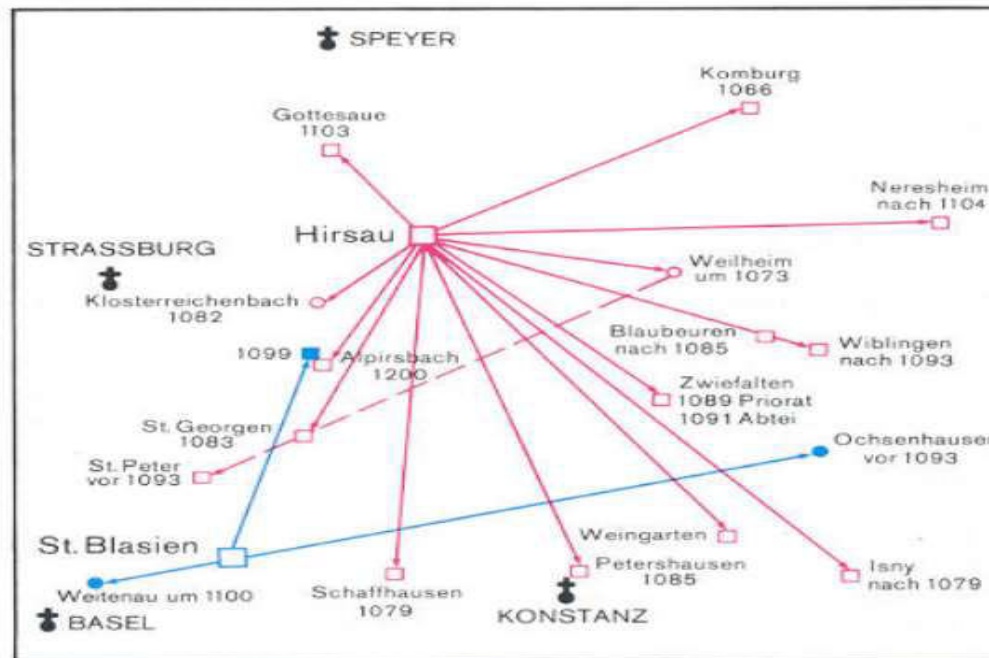 SPEYER
Komburg
1066
Gottesaue
1103
Neresheim
nach 1104
Hirsau
STRASSBURG
Weilheim
um 1073
Klosterreichenbach
1082
Blaubeuren
nach 1085
Wiblingen
nach 1093
1099
Alpirsbach
1200
Zwiefalten
1089 Priorat
1091 Abtei
St. Georgen
1083
Ochsenhausen
vor 1093
St. Peter
vor 1093
St. Blasien
Weingarten
Petershausen
1085
Isny
nach 1079
Schaffhausen
1079
Weitenau um 1100
KONSTANZ
BASEL